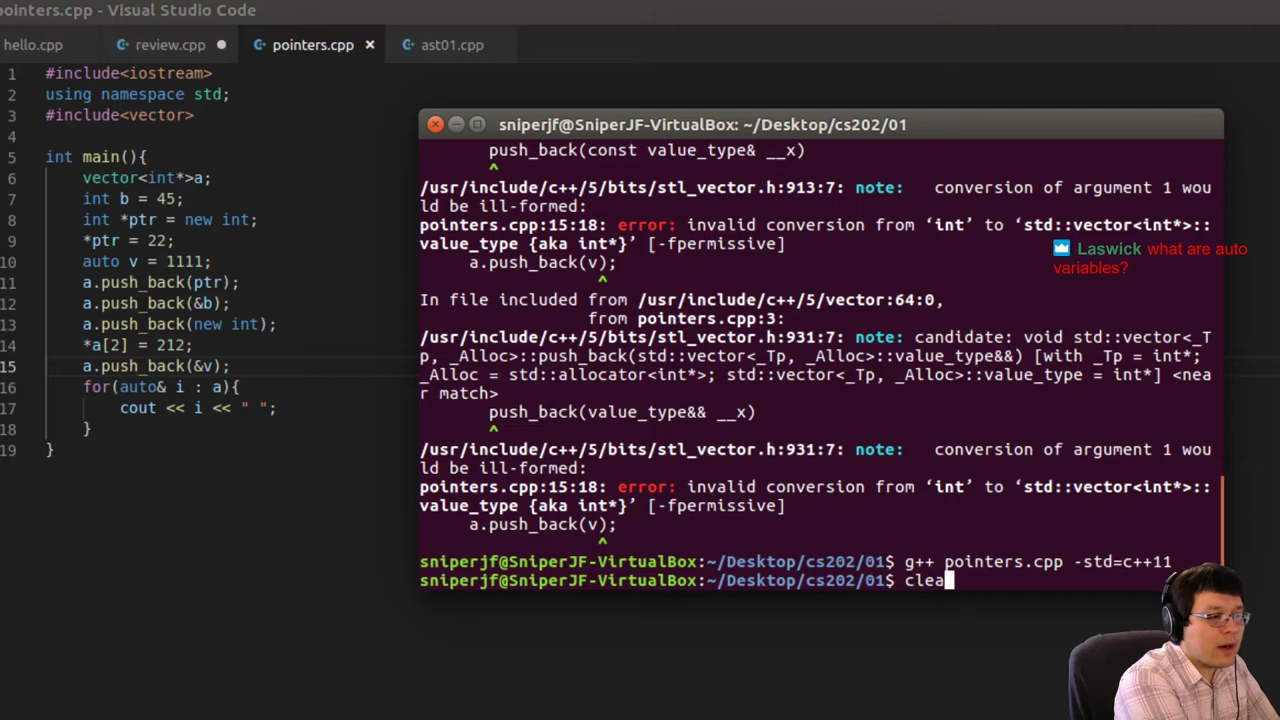 pointers.cpp - Visual Studio Code
hello.cpp
review.cpp
pointers.cpp ×
ast01.cpp
1 #include<iostream>
2 using namespace std;
3 #include<vector>
4
5 int main(){
6 vector<int*>a;
7 int b = 45;
8 int *ptr = new int;
9 *ptr = 22;
10 auto v = 1111;
11 a.push_back(ptr);
12 a.push_back(&b);
13 a.push_back(new int);
14 *a[2] = 212;
15 a.push_back(&v);
16 for(auto& i : a){
17 cout << i << " ";
18 }
19 }
sniperjf@SniperJF-VirtualBox: ~/Desktop/cs202/01
push_back(const value_type& __x)
^
/usr/include/c++/5/bits/stl_vector.h:913:7: note:   conversion of argument 1 wou
ld be ill-formed:
pointers.cpp:15:18: error: invalid conversion from ‘int’ to ‘std::vector<int*>::
value_type {aka int*}’ [-fpermissive]
a.push_back(v);
^
In file included from /usr/include/c++/5/vector:64:0,
from pointers.cpp:3:
/usr/include/c++/5/bits/stl_vector.h:931:7: note: candidate: void std::vector<_T
p, _Alloc>::push_back(std::vector<_Tp, _Alloc>::value_type&&) [with _Tp = int*;
_Alloc = std::allocator<int*>; std::vector<_Tp, _Alloc>::value_type = int*] <nea
r match>
push_back(value_type&& __x)
^
/usr/include/c++/5/bits/stl_vector.h:931:7: note:   conversion of argument 1 wou
ld be ill-formed:
pointers.cpp:15:18: error: invalid conversion from ‘int’ to ‘std::vector<int*>::
value_type {aka int*}’ [-fpermissive]
a.push_back(v);
^
sniperjf@SniperJF-VirtualBox:~/Desktop/cs202/01$ g++ pointers.cpp -std=c++11
sniperjf@SniperJF-VirtualBox:~/Desktop/cs202/01$ clea
Laswick what are auto
variables?